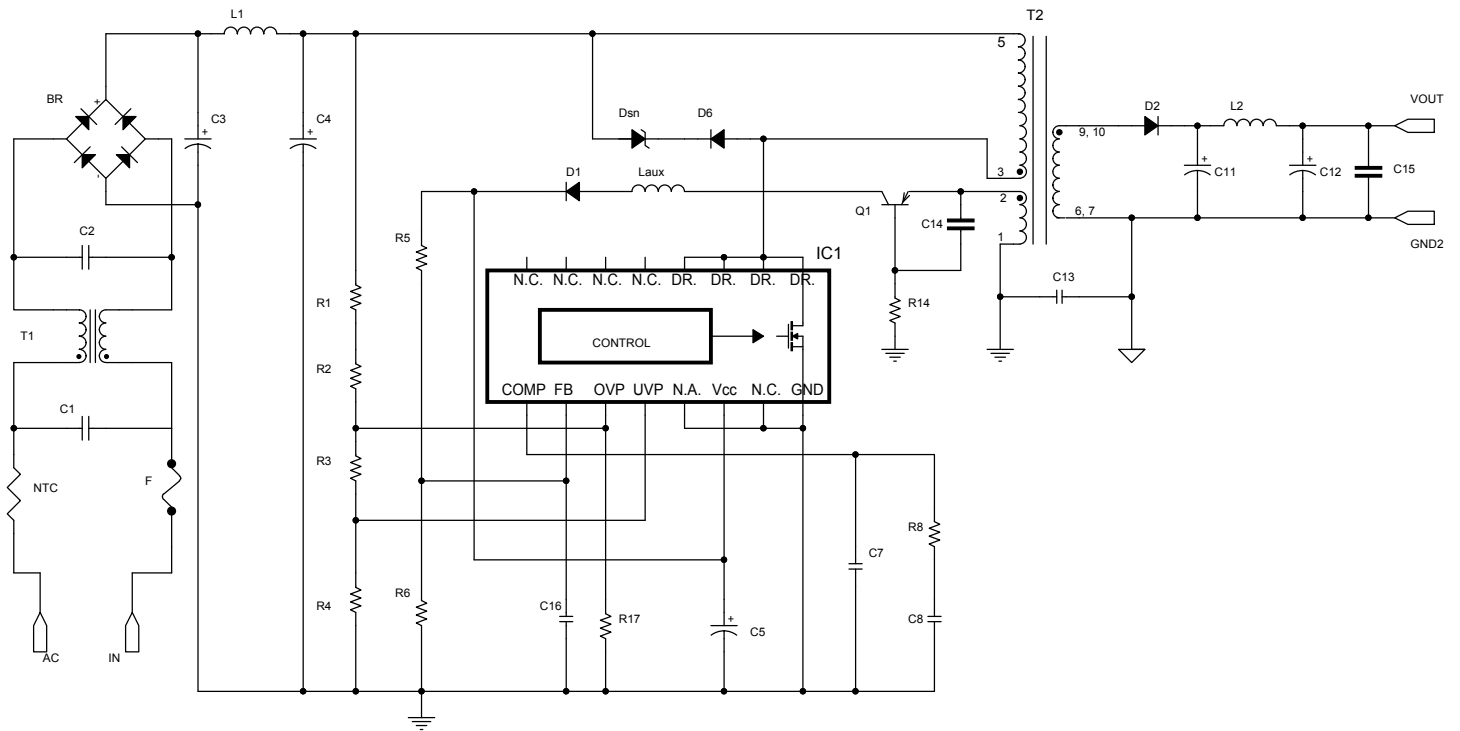 L1
T2
5
BR
+
-
C3
+
C4
+
Dsn
D6
D2
L2
VOUT
9, 10
+
C11
+
C12
C15
3
D1
Laux
Q1
2
C14
1
6, 7
GND2
C2
R5
IC1
N.C.
N.C.
N.C.
N.C.
DR.
DR.
DR.
DR.
C13
R1
R14
T1
CONTROL
R2
COMP
FB
OVP
UVP
N.A.
Vcc
N.C.
GND
C1
R3
NTC
F
R8
C7
R4
R6
C16
R17
+
C5
C8
AC
IN